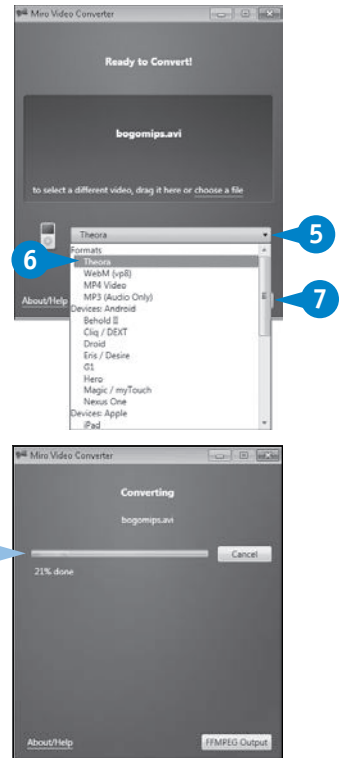 Miro Video Converter
Ready to Convert!
bogomips.avi
to select a different video, drag it here or choose a file
Theora
5
Formats
6
Theora
WebM (vp8)
MP4 Video
MP3 (Audio Only)
About/Help
7
Devices: Android
Behold II
Cliq / DEXT
Droid
Eris / Desire
G1
Hero
Magic / myTouch
Nexus One
Devices: Apple
iPad
Miro Video Converter
Converting
bogomips.avi
Cancel
21% done
About/Help
FFMPEG Output